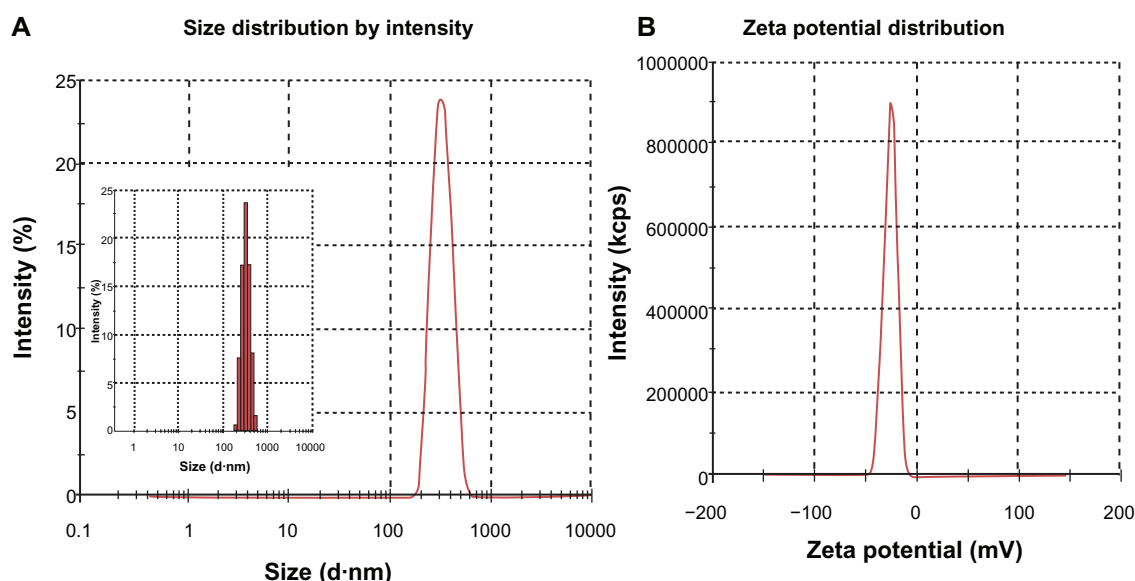 A
Size distribution by intensity
25
20
15
10
5
0
Intensity (%)
0.1 1 10 100 1000 10000
Size (d·nm)
25
20
15
10
5
0
Intensity (%)
1 10 100 1000 10000
Size (d·nm)
B
Zeta potential distribution
1000000
800000
600000
400000
200000
0
Intensity (kcps)
−200 −100 0 100 200
Zeta potential (mV)